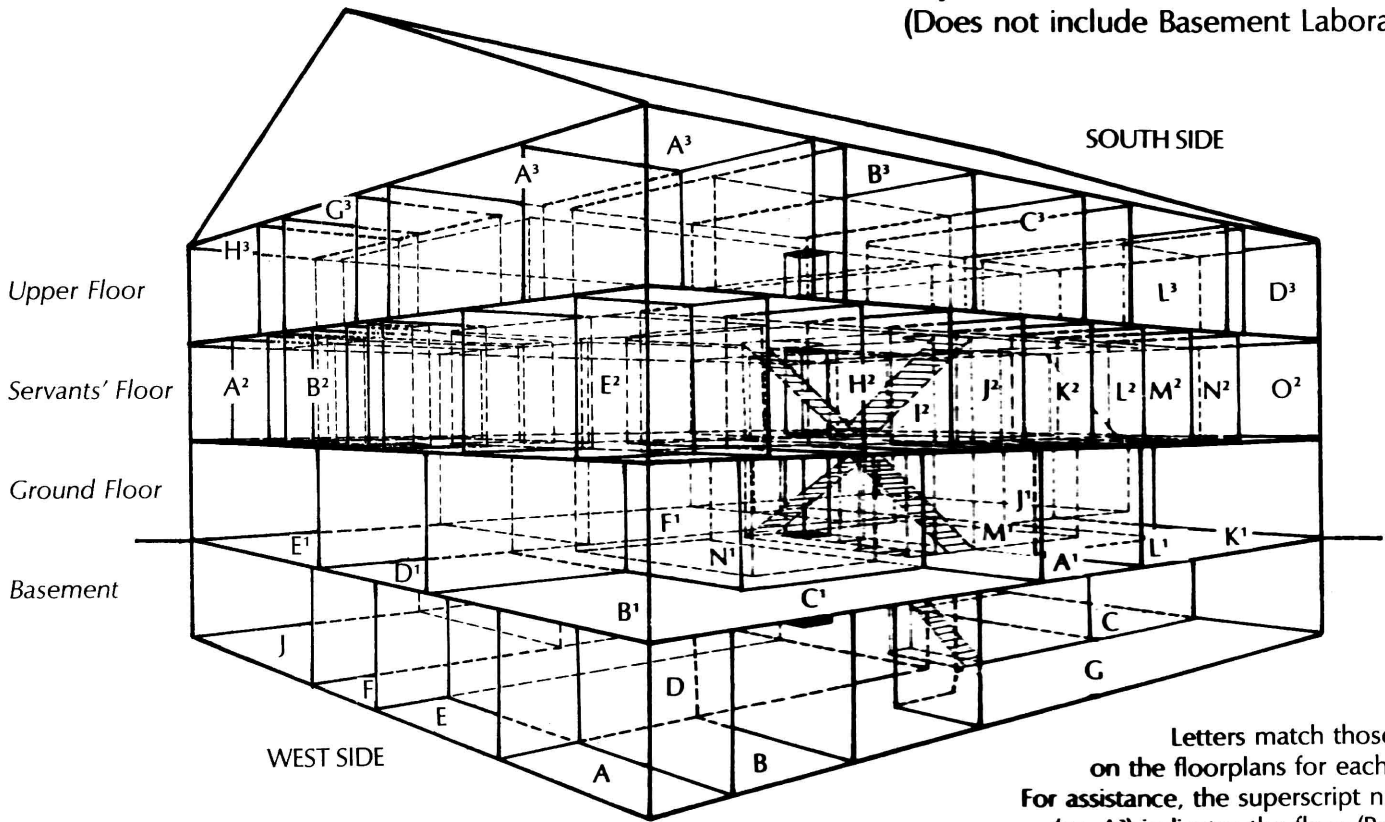 (Does not include Basement
SOUTH SIDE
A³
A³
B³
G³
C³
H³
L³
D³
Upper Floor
Servants' Floor
A²
B²
E²
H²
I²
J²
K²
L²
M²
N²
O²
Ground Floor
E¹
D¹
B¹
F¹
N¹
C¹
M¹
J¹
A¹
L¹
K¹
Basement
J
F
E
A
D
B
C
G
WEST SIDE
Letters match those
on the floorplans for each
For assistance, the superscript
indicates the floor